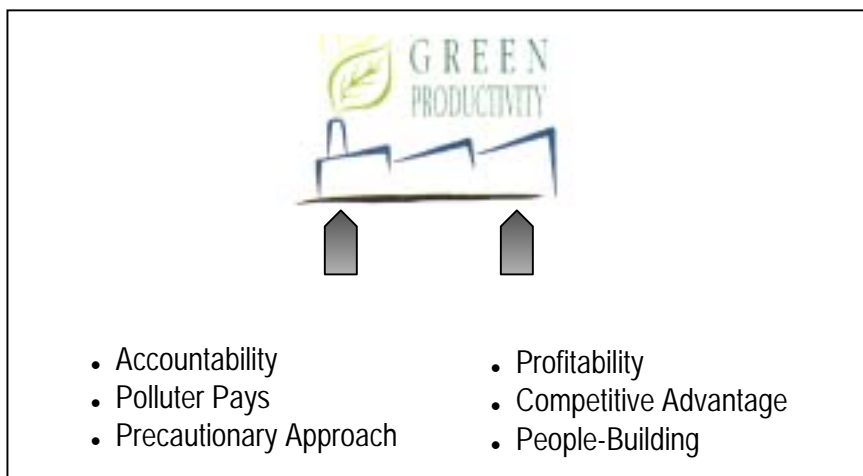 GREEN
PRODUCTIVITY
• Accountability
• Polluter Pays
• Precautionary Approach
• Profitability
• Competitive Advantage
• People-Building